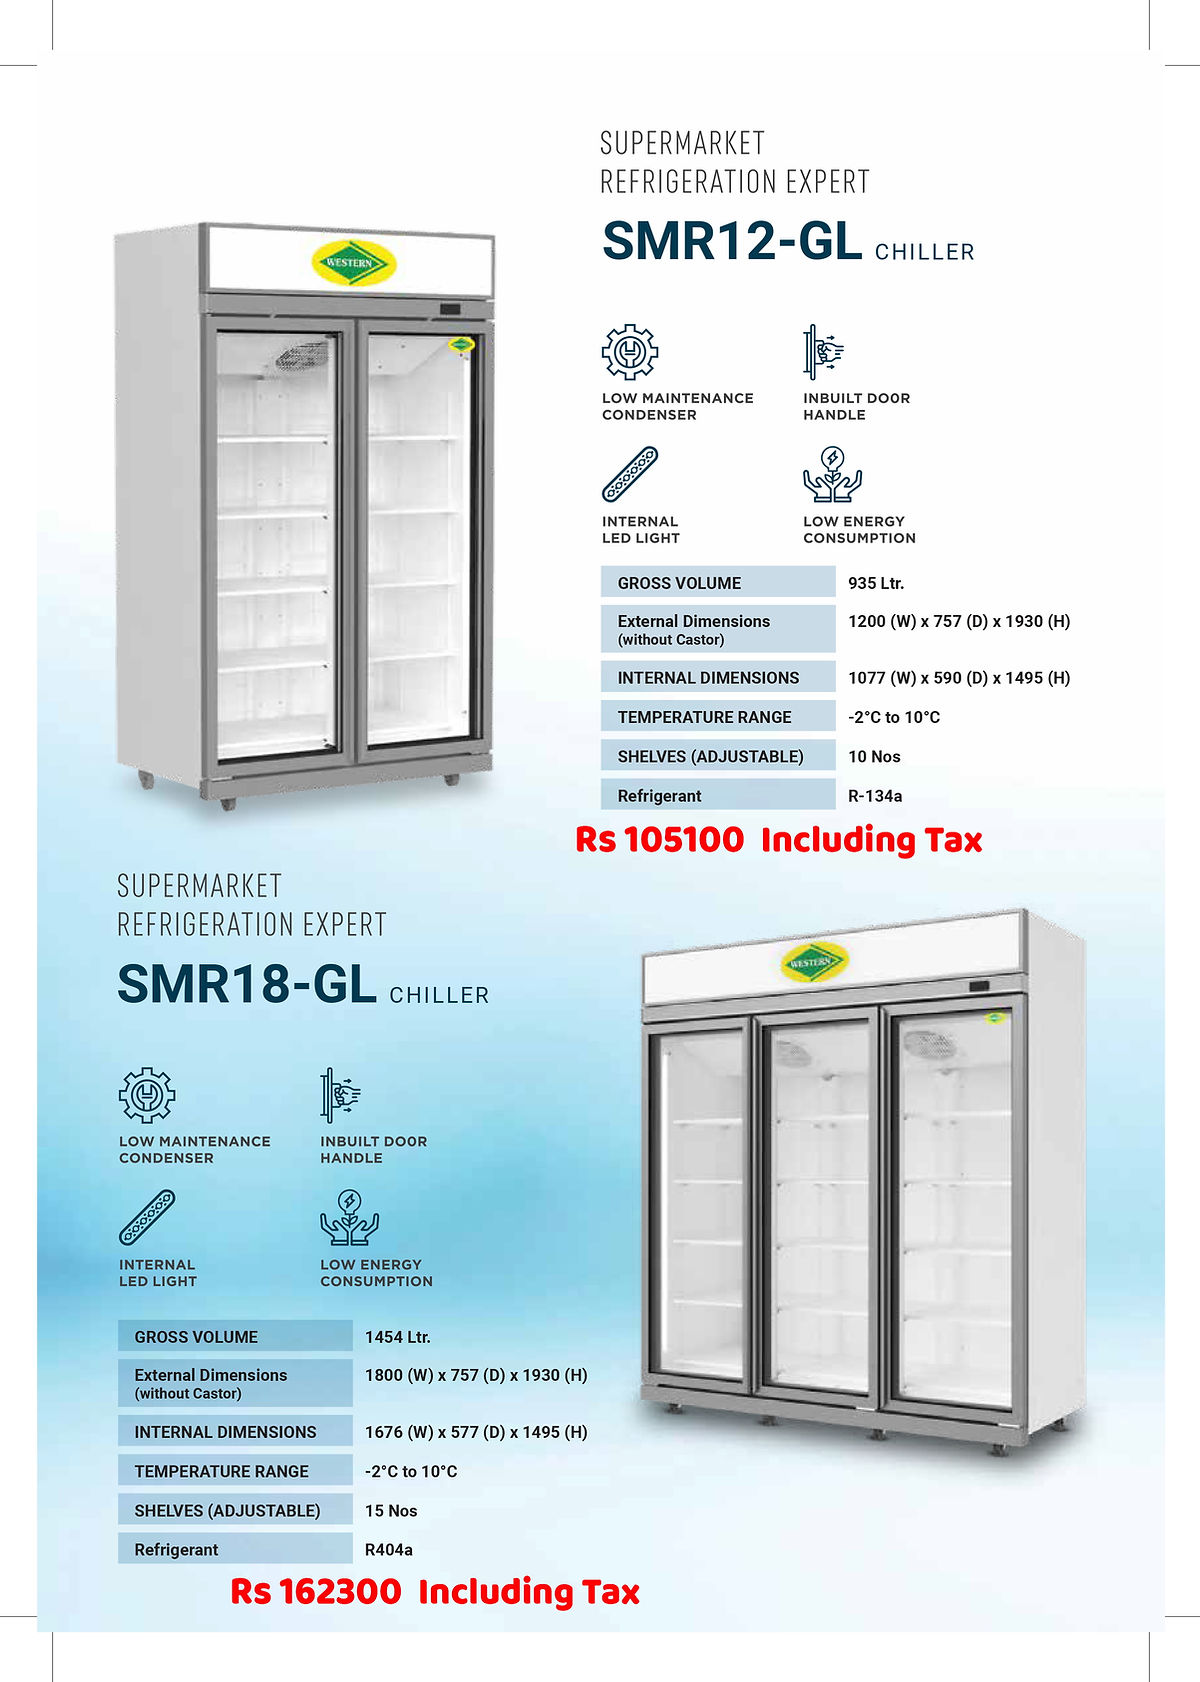 SUPERMARKET
REFRIGERATION EXPERT
SMR12-GL CHILLER
WESTERN
LOW MAINTENANCE
CONDENSER
INBUILT DOOR
HANDLE
INTERNAL
LED LIGHT
LOW ENERGY
CONSUMPTION
GROSS VOLUME 935 Ltr.
External Dimensions 1200 (W) x 757 (D) x 1930 (H)
(without Castor)
INTERNAL DIMENSIONS 1077 (W) x 590 (D) x 1495 (H)
TEMPERATURE RANGE -2°C to 10°C
SHELVES (ADJUSTABLE) 10 Nos
Refrigerant R-134a
Rs 105100 Including Tax
SUPERMARKET
REFRIGERATION EXPERT
SMR18-GL CHILLER
WESTERN
LOW MAINTENANCE
CONDENSER
INBUILT DOOR
HANDLE
INTERNAL
LED LIGHT
LOW ENERGY
CONSUMPTION
GROSS VOLUME 1454 Ltr.
External Dimensions 1800 (W) x 757 (D) x 1930 (H)
(without Castor)
INTERNAL DIMENSIONS 1676 (W) x 577 (D) x 1495 (H)
TEMPERATURE RANGE -2°C to 10°C
SHELVES (ADJUSTABLE) 15 Nos
Refrigerant R404a
Rs 162300 Including Tax